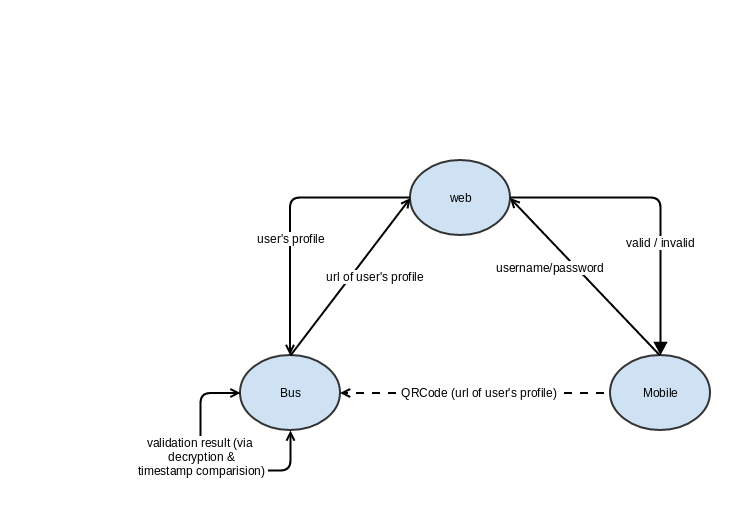 web
user's profile
valid / invalid
username/password
url of user's profile
Bus
QRCode (url of user's profile)
Mobile
validation result (via
decryption &
timestamp comparision)